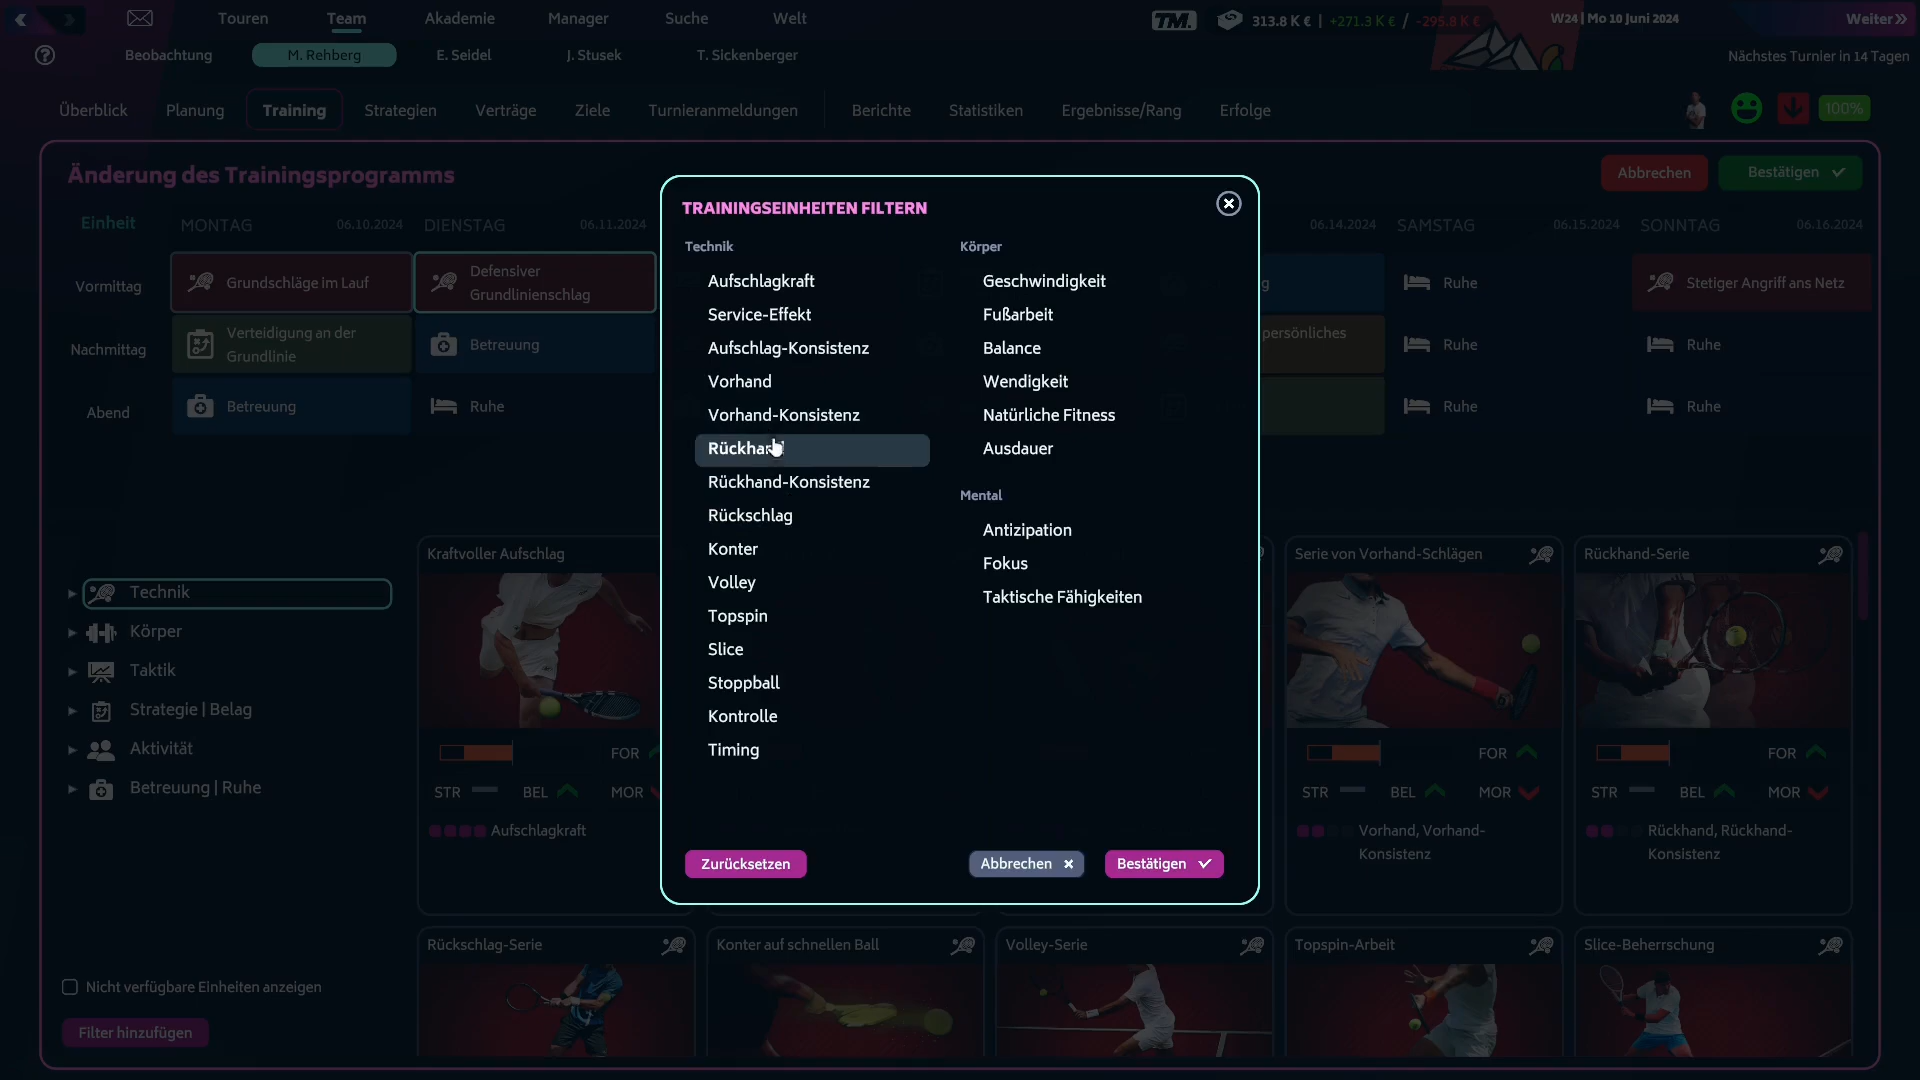 Touren
Team
Akademie
Manager
Suche
Welt
TM.
313.8 K € | +271.3 K € / -295.8 K €
W24 | Mo 10 Juni 2024
Weiter
Beobachtung
M. Rehberg
E. Seidel
J. Stusek
T. Sickenberger
Nächstes Turnier in 14 Tagen
Überblick
Planung
Training
Strategien
Verträge
Ziele
Turnieranmeldungen
Berichte
Statistiken
Ergebnisse/Rang
Erfolge
100%
Änderung des Trainingsprogramms
Abbrechen
Bestätigen
Einheit
MONTAG
06.10.2024
DIENSTAG
06.11.2024
06.14.2024
SAMSTAG
06.15.2024
SONNTAG
06.16.2024
Vormittag
Grundschläge im Lauf
Defensiver
Grundlinienschlag
g
Ruhe
Stetiger Angriff ans Netz
Nachmittag
Verteidigung an der
Grundlinie
Betreuung
persönliches
Ruhe
Ruhe
Abend
Betreuung
Ruhe
Ruhe
Ruhe
TRAININGSEINHEITEN FILTERN
Technik
Aufschlagkraft
Service-Effekt
Aufschlag-Konsistenz
Vorhand
Vorhand-Konsistenz
Rückhand
Rückhand-Konsistenz
Rückschlag
Konter
Volley
Topspin
Slice
Stoppball
Kontrolle
Timing
Körper
Geschwindigkeit
Fußarbeit
Balance
Wendigkeit
Natürliche Fitness
Ausdauer
Mental
Antizipation
Fokus
Taktische Fähigkeiten
Zurücksetzen
Abbrechen
Bestätigen
Technik
Körper
Taktik
Strategie | Belag
Aktivität
Betreuung | Ruhe
Nicht verfügbare Einheiten anzeigen
Filter hinzufügen
Kraftvoller Aufschlag
FOR
STR
BEL
MOR
Aufschlagkraft
Serie von Vorhand-Schlägen
FOR
STR
BEL
MOR
Vorhand, Vorhand-
Konsistenz
Rückhand-Serie
FOR
STR
BEL
MOR
Rückhand, Rückhand-
Konsistenz
Rückschlag-Serie
Konter auf schnellen Ball
Volley-Serie
Topspin-Arbeit
Slice-Beherrschung